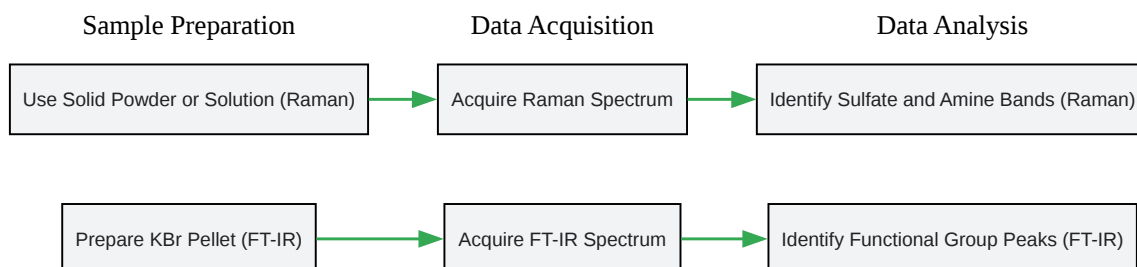 Sample Preparation
Data Acquisition
Data Analysis
Use Solid Powder or Solution (Raman)
Acquire Raman Spectrum
Identify Sulfate and Amine Bands (Raman)
Prepare KBr Pellet (FT-IR)
Acquire FT-IR Spectrum
Identify Functional Group Peaks (FT-IR)